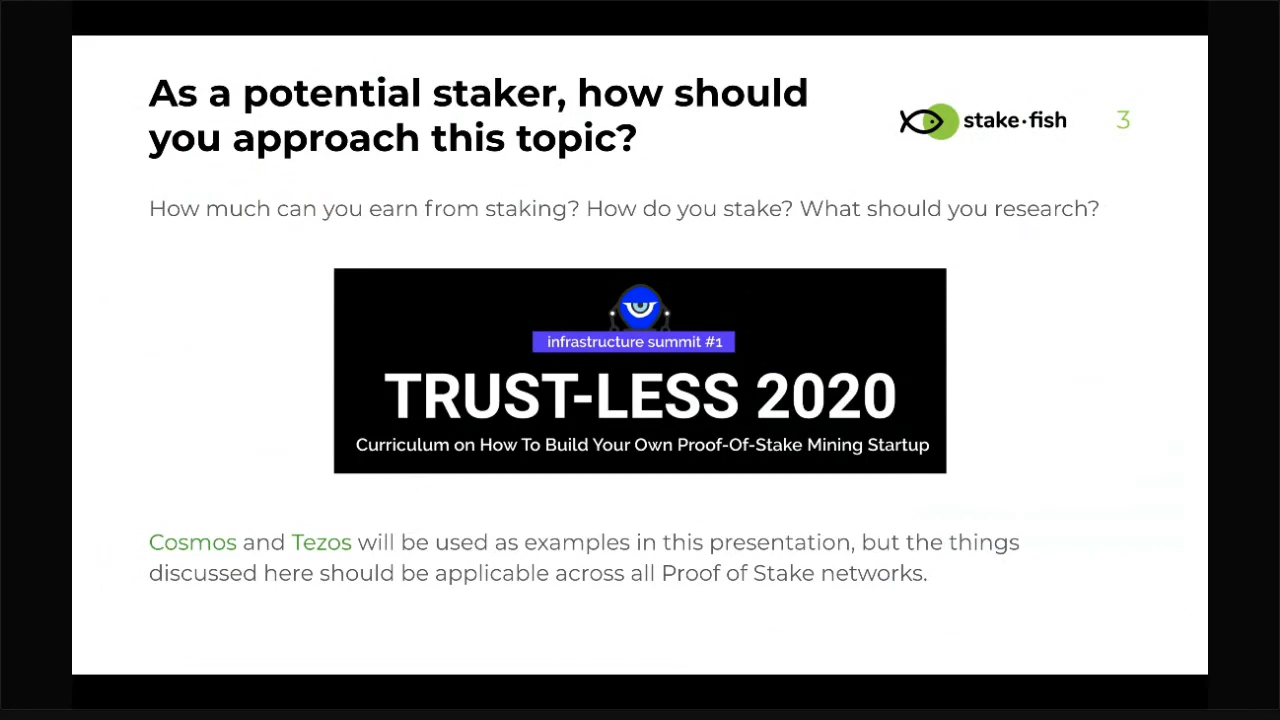 As a potential staker, how should
you approach this topic?
stake·fish
3
How much can you earn from staking? How do you stake? What should you research?
infrastructure summit #1
TRUST-LESS 2020
Curriculum on How To Build Your Own Proof-Of-Stake Mining Startup
Cosmos and Tezos will be used as examples in this presentation, but the things
discussed here should be applicable across all Proof of Stake networks.